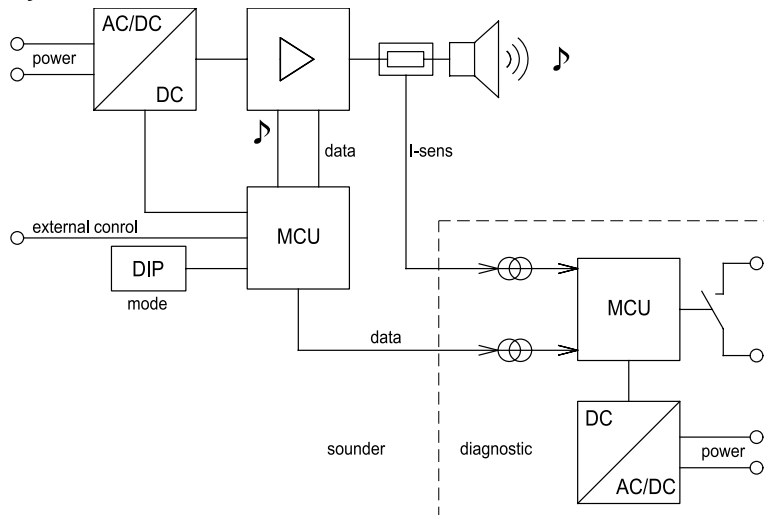 AC/DC
DC
power
I-sens
data
external conrol
MCU
DIP
mode
MCU
data
DC
AC/DC
power
sounder
diagnostic